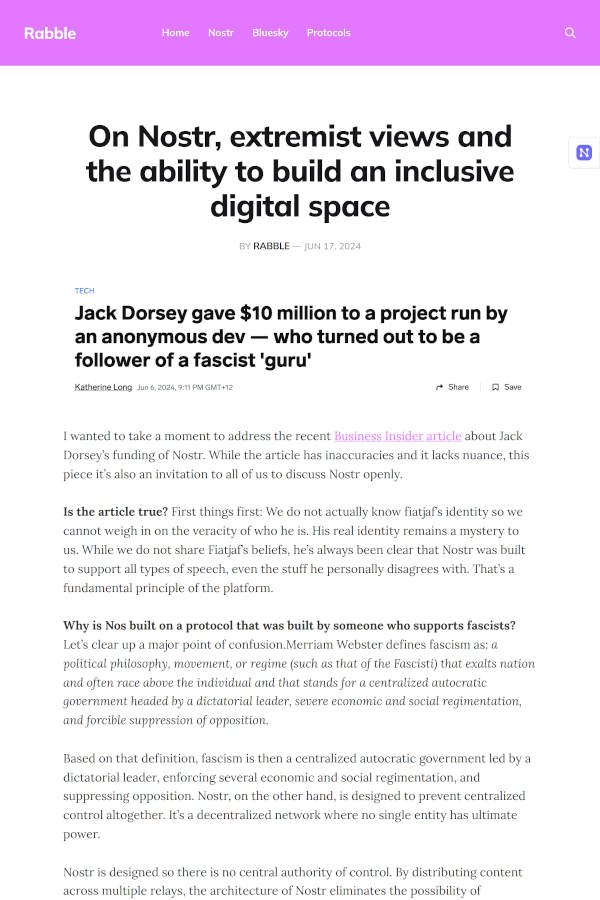 Rabble
Home Nostr Bluesky Protocols
On Nostr, extremist views and
the ability to build an inclusive
digital space
BY RABBLE — JUN 17, 2024
TECH
Jack Dorsey gave $10 million to a project run by
an anonymous dev — who turned out to be a
follower of a fascist 'guru'
Katherine Long Jun 6, 2024, 9:11 PM GMT+12 Share Save
I wanted to take a moment to address the recent Business Insider article about Jack
Dorsey’s funding of Nostr. While the article has inaccuracies and it lacks nuance, this
piece it’s also an invitation to all of us to discuss Nostr openly.
Is the article true? First things first: We do not actually know fiatjaf’s identity so we
cannot weigh in on the veracity of who he is. His real identity remains a mystery to
us. While we do not share Fiatjaf’s beliefs, he’s always been clear that Nostr was built
to support all types of speech, even the stuff he personally disagrees with. That’s a
fundamental principle of the platform.
Why is Nos built on a protocol that was built by someone who supports fascists?
Let’s clear up a major point of confusion.Merriam Webster defines fascism as: a
political philosophy, movement, or regime (such as that of the Fascisti) that exalts nation
and often race above the individual and that stands for a centralized autocratic
government headed by a dictatorial leader, severe economic and social regimentation,
and forcible suppression of opposition.
Based on that definition, fascism is then a centralized autocratic government led by a
dictatorial leader, enforcing several economic and social regimentation, and
suppressing opposition. Nostr, on the other hand, is designed to prevent centralized
control altogether. It’s a decentralized network where no single entity has ultimate
power.
Nostr is designed so there is no central authority of control. By distributing content
across multiple relays, the architecture of Nostr eliminates the possibility of